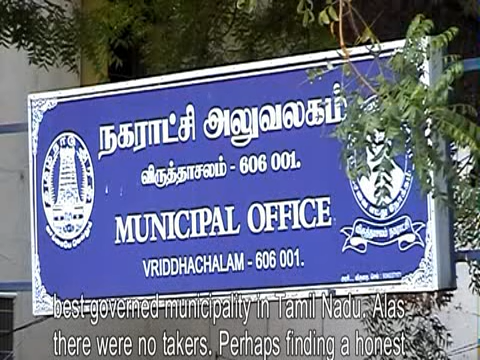 நகராட்சி அலுவலகம்
விருத்தாசலம் - 606 001.
MUNICIPAL OFFICE
VRIDDHACHALAM - 606 001.
best governed municipality in Tamil Nadu. Alas
there were no takers. Perhaps finding a honest